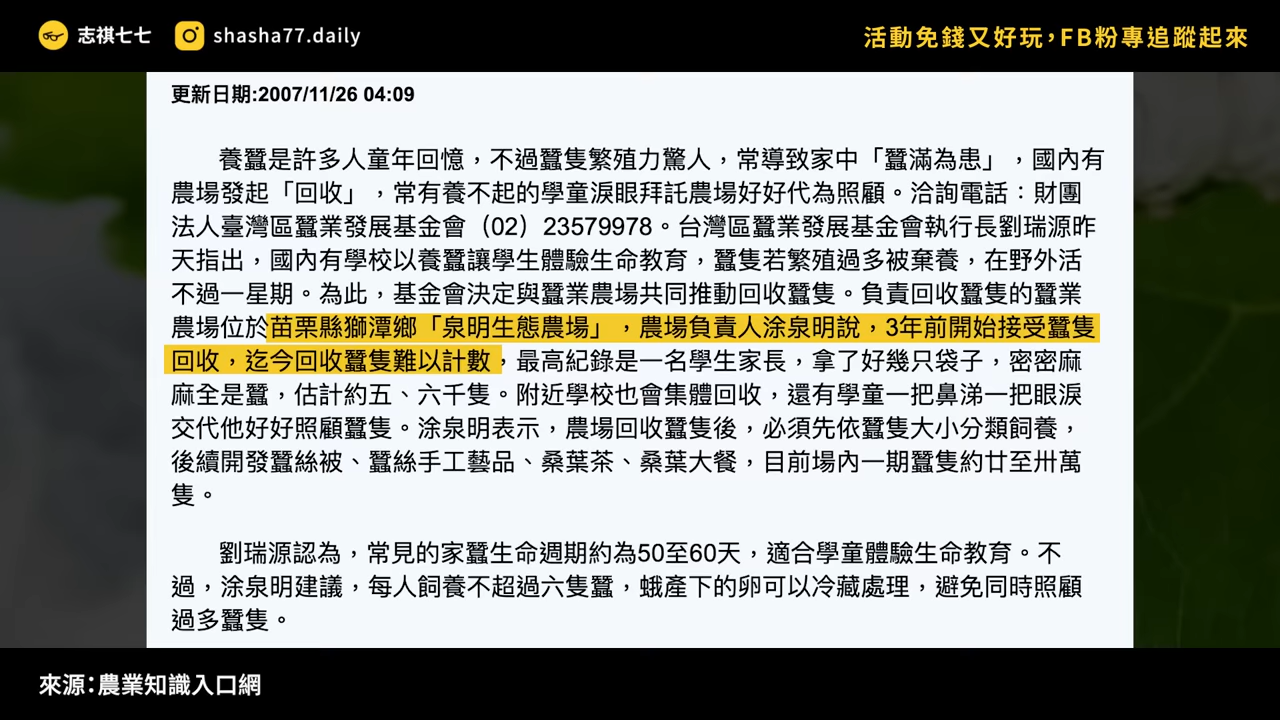 志祺七七
shasha77.daily
活動免錢又好玩,FB粉專追蹤起來
更新日期:2007/11/26 04:09
養蠶是許多人童年回憶，不過蠶隻繁殖力驚人，常導致家中「蠶滿為患」，國內有
農場發起「回收」，常有養不起的學童淚眼拜託農場好好代為照顧。洽詢電話：財團
法人臺灣區蠶業發展基金會（02）23579978。台灣區蠶業發展基金會執行長劉瑞源昨
天指出，國內有學校以養蠶讓學生體驗生命教育，蠶隻若繁殖過多被棄養，在野外活
不過一星期。為此，基金會決定與蠶業農場共同推動回收蠶隻。負責回收蠶隻的蠶業
農場位於苗栗縣獅潭鄉「泉明生態農場」，農場負責人涂泉明說，3年前開始接受蠶隻
回收，迄今回收蠶隻難以計數，最高紀錄是一名學生家長，拿了好幾只袋子，密密麻
麻全是蠶，估計約五、六千隻。附近學校也會集體回收，還有學童一把鼻涕一把眼淚
交代他好好照顧蠶隻。涂泉明表示，農場回收蠶隻後，必須先依蠶隻大小分類飼養，
後續開發蠶絲被、蠶絲手工藝品、桑葉茶、桑葉大餐，目前場內一期蠶隻約廿至卅萬
隻。
劉瑞源認為，常見的家蠶生命週期約為50至60天，適合學童體驗生命教育。不
過，涂泉明建議，每人飼養不超過六隻蠶，蛾產下的卵可以冷藏處理，避免同時照顧
過多蠶隻。
來源:農業知識入口網